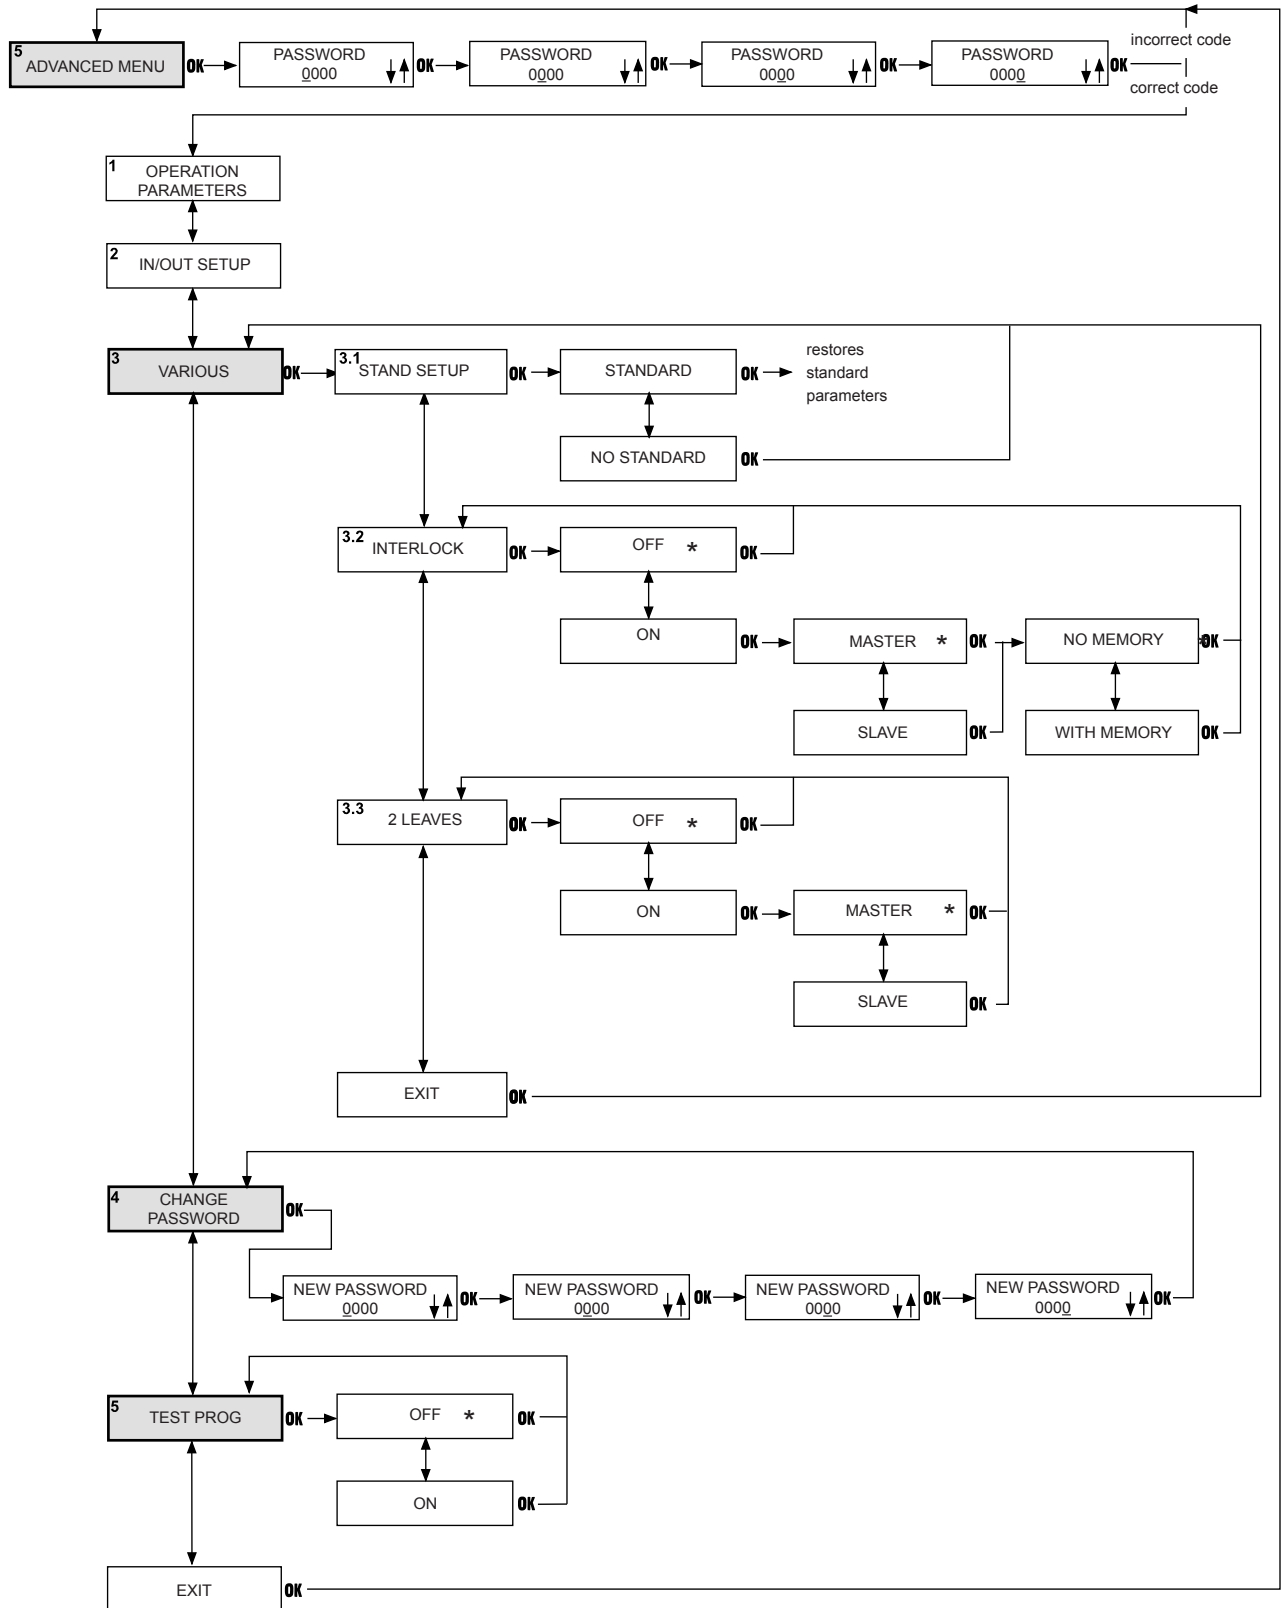 5
ADVANCED MENU
OK
PASSWORD
0000
OK
PASSWORD
0000
OK
PASSWORD
0000
OK
PASSWORD
0000
OK
incorrect code
correct code
1
OPERATION
PARAMETERS
2
IN/OUT SETUP
3
VARIOUS
OK
3.1
STAND SETUP
OK
STANDARD
OK
restores
standard
parameters
NO STANDARD
OK
3.2
INTERLOCK
OK
OFF *
OK
ON
OK
MASTER *
OK
NO MEMORY *
OK
SLAVE
OK
WITH MEMORY
OK
3.3
2 LEAVES
OK
OFF *
OK
ON
OK
MASTER *
OK
SLAVE
OK
EXIT
OK
4
CHANGE
PASSWORD
OK
NEW PASSWORD
0000
OK
NEW PASSWORD
0000
OK
NEW PASSWORD
0000
OK
NEW PASSWORD
0000
OK
5
TEST PROG
OK
OFF *
OK
ON
OK
EXIT
OK